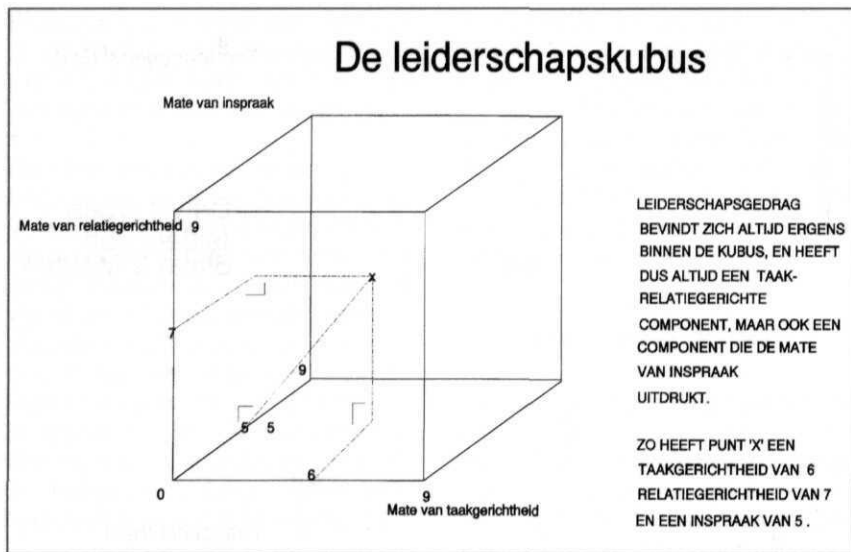 De leiderschapskubus
Mate van inspraak
Mate van relatiegerichtheid 9
LEIDERSCHAPSGEDRAG
BEVINDT ZICH ALTIJD ERGENS
BINNEN DE KUBUS, EN HEEFT
DUS ALTIJD EEN TAAK-
RELATIEGERICHTE
COMPONENT, MAAR OOK EEN
COMPONENT DIE DE MATE
VAN INSPRAAK
UITDRUKT.
ZO HEEFT PUNT 'X' EEN
TAAKGERICHTHEID VAN 6
RELATIEGERICHTHEID VAN 7
EN EEN INSPRAAK VAN 5 .
x
7
9
5 5
6
0
9
Mate van taakgerichtheid